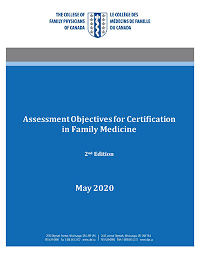 THE COLLEGE OF
FAMILY PHYSICIANS
OF CANADA
LE COLLÈGE DES
MÉDECINS DE FAMILLE
DU CANADA
Assessment Objectives for Certification
in Family Medicine
2nd Edition
May 2020